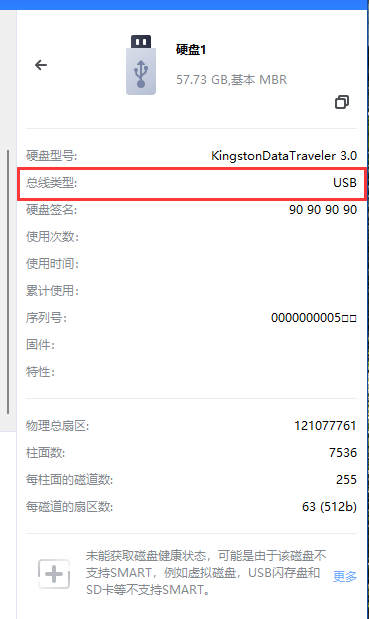 硬盘1
57.73 GB,基本 MBR
硬盘型号: KingstonDataTraveler 3.0
总线类型: USB
硬盘签名: 90 90 90 90
使用次数:
使用时间:
累计使用:
序列号: 0000000005□□
固件:
特性:
物理总扇区: 121077761
柱面数: 7536
每柱面的磁道数: 255
每磁道的扇区数: 63 (512b)
未能获取磁盘健康状态，可能是由于该磁盘不
支持SMART，例如虚拟磁盘，USB闪存盘和 更多
SD卡等不支持SMART。